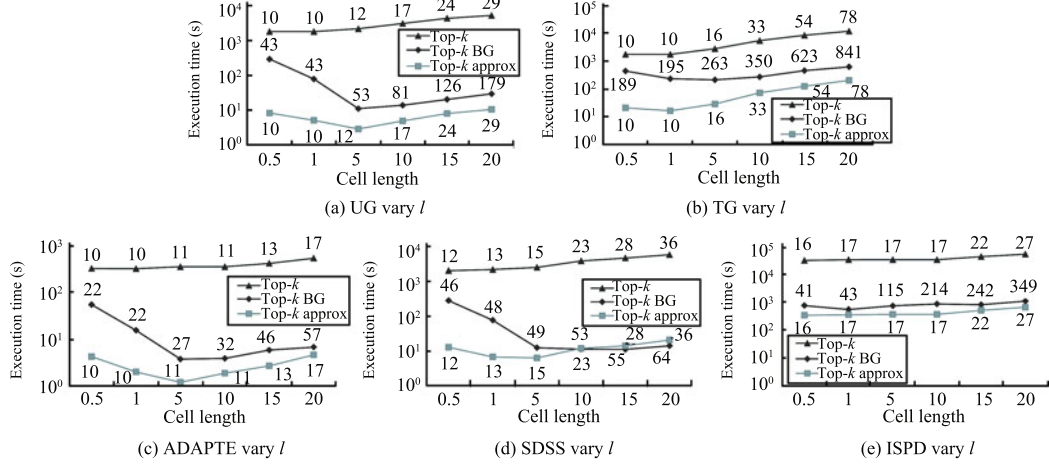 10⁴
10³
10²
10¹
10⁰
Execution time (s)
10 10 12 17 24 29
43 43 53 81 126 179
10 10 12 17 24 29
Top-k
Top-k BG
Top-k approx
0.5 1 5 10 15 20
Cell length
(a) UG vary l
10⁵
10⁴
10³
10²
10¹
10⁰
Execution time (s)
10 10 16 33 54 78
189 195 263 350 623 841
10 10 16 33 54 78
Top-k
Top-k BG
Top-k approx
0.5 1 5 10 15 20
Cell length
(b) TG vary l
10³
10²
10¹
10⁰
Execution time (s)
10 10 11 11 13 17
22 22 27 32 46 57
10 10 11 11 13 17
Top-k
Top-k BG
Top-k approx
0.5 1 5 10 15 20
Cell length
(c) ADAPTE vary l
10⁴
10³
10²
10¹
10⁰
Execution time (s)
12 13 15 23 28 36
46 48 49 53 55 64
12 13 15 23 28 36
Top-k
Top-k BG
Top-k approx
0.5 1 5 10 15 20
Cell length
(d) SDSS vary l
10⁵
10⁴
10³
10²
10¹
10⁰
Execution time (s)
16 17 17 17 22 27
41 43 115 214 242 349
16 17 17 17 22 27
Top-k
Top-k BG
Top-k approx
0.5 1 5 10 15 20
Cell length
(e) ISPD vary l